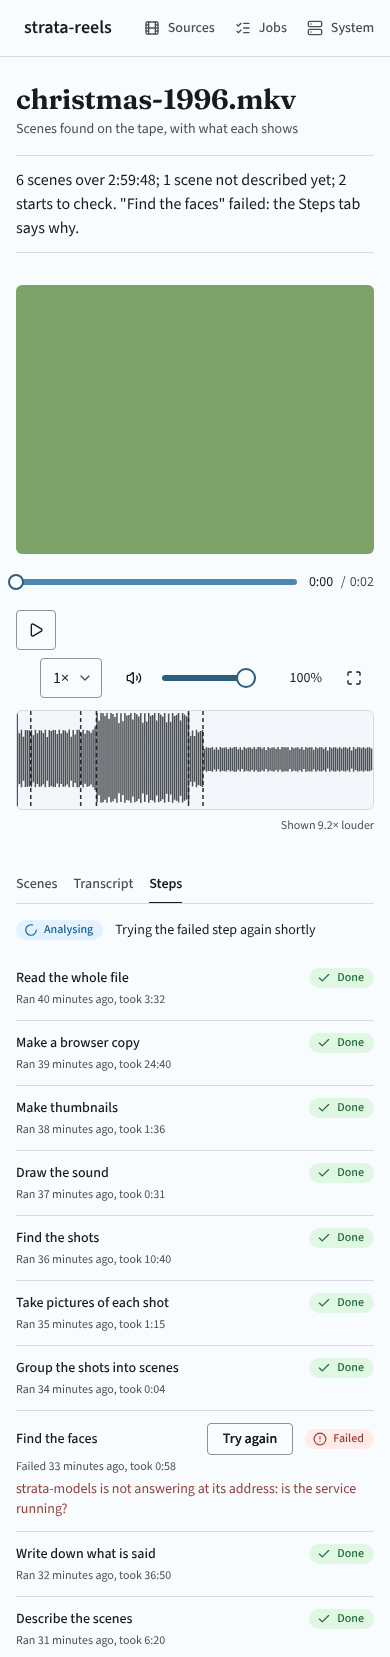 strata-reels
Sources
Jobs
System
christmas-1996.mkv
Scenes found on the tape, with what each shows
6 scenes over 2:59:48; 1 scene not described yet; 2
starts to check. "Find the faces" failed: the Steps tab
says why.
0:00 / 0:02
1×
100%
Shown 9.2× louder
Scenes
Transcript
Steps
Analysing
Trying the failed step again shortly
Read the whole file
Done
Ran 40 minutes ago, took 3:32
Make a browser copy
Done
Ran 39 minutes ago, took 24:40
Make thumbnails
Done
Ran 38 minutes ago, took 1:36
Draw the sound
Done
Ran 37 minutes ago, took 0:31
Find the shots
Done
Ran 36 minutes ago, took 10:40
Take pictures of each shot
Done
Ran 35 minutes ago, took 1:15
Group the shots into scenes
Done
Ran 34 minutes ago, took 0:04
Find the faces
Try again
Failed
Failed 33 minutes ago, took 0:58
strata-models is not answering at its address: is the service
running?
Write down what is said
Done
Ran 32 minutes ago, took 36:50
Describe the scenes
Done
Ran 31 minutes ago, took 6:20